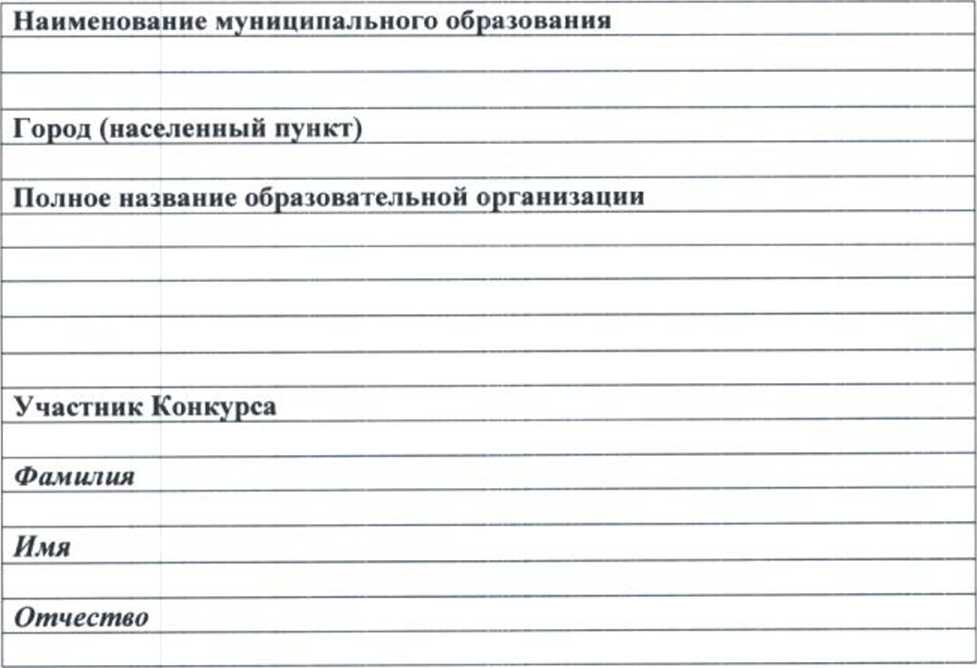 Наименование муниципального образования
Город (населенный пункт)
Полное название образовательной организации
Участник Конкурса
Фамилия
Имя
Отчество